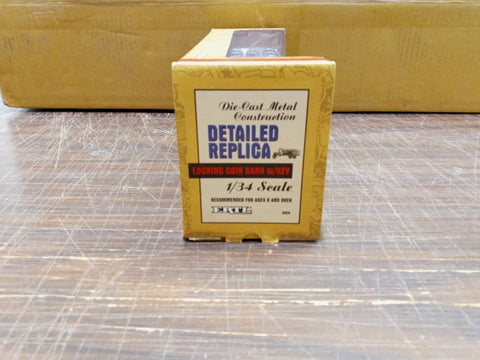 Die-Cast Metal
Construction
DETAILED
REPLICA
LOCKING COIN BANK W/KEY
1/34 Scale
RECOMMENDED FOR AGES 8 AND OVER
ERTL